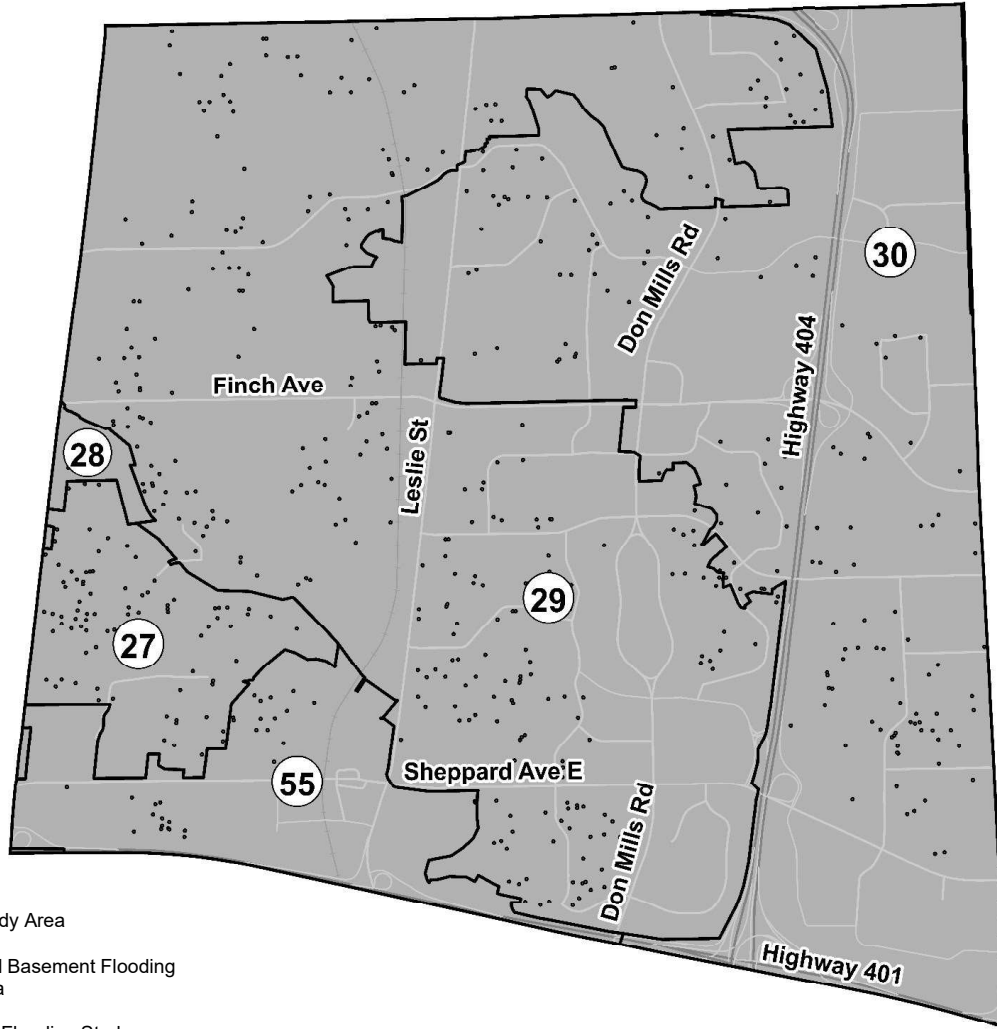 30
Don Mills Rd
Highway 404
Finch Ave
Leslie St
28
29
27
Sheppard Ave E
55
Don Mills Rd
Highway 401
dy Area
Basement Flooding
a